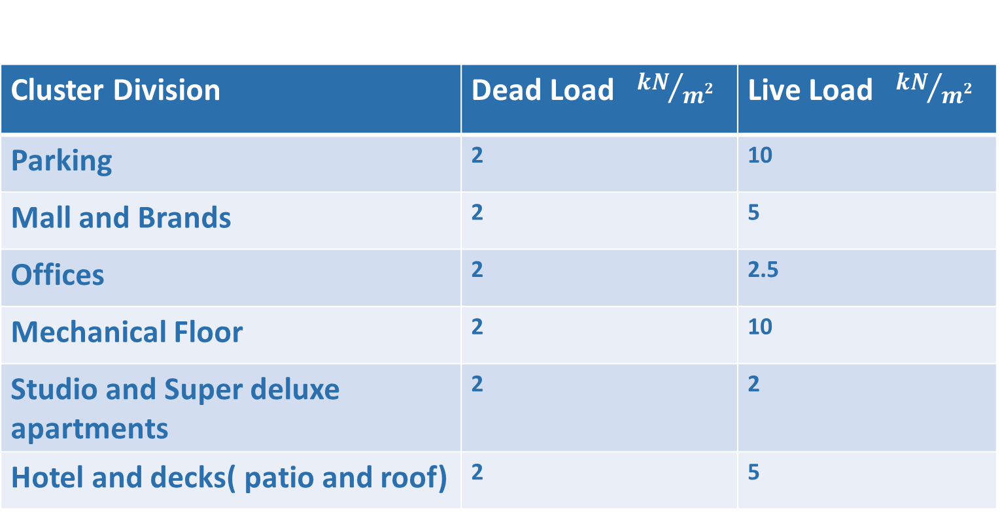 Cluster Division Dead Load kN/m² Live Load kN/m²
Parking 2 10
Mall and Brands 2 5
Offices 2 2.5
Mechanical Floor 2 10
Studio and Super deluxe 2 2
apartments
Hotel and decks( patio and roof) 2 5